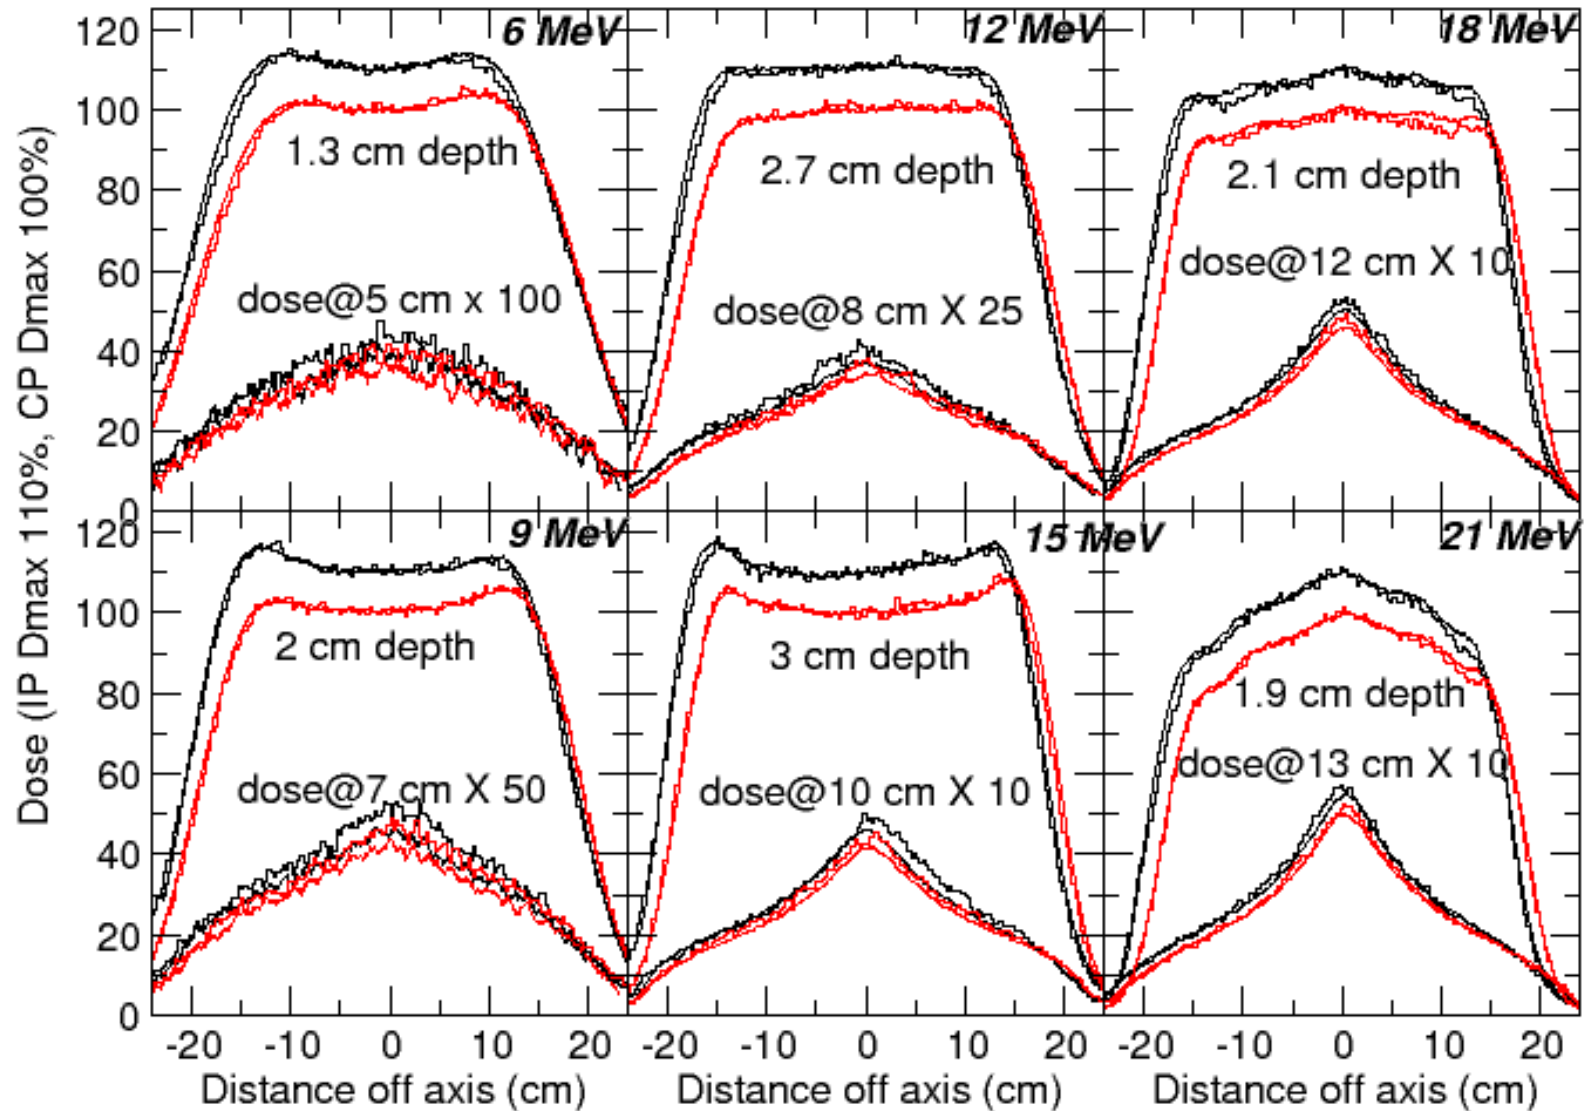 Dose (IP Dmax 110%, CP Dmax 100%)
120
100
80
60
40
20
0
6 MeV
1.3 cm depth
dose@5 cm x 100
12 MeV
2.7 cm depth
dose@8 cm X 25
18 MeV
2.1 cm depth
dose@12 cm X 10
120
100
80
60
40
20
0
9 MeV
2 cm depth
dose@7 cm X 50
15 MeV
3 cm depth
dose@10 cm X 10
21 MeV
1.9 cm depth
dose@13 cm X 10
-20 -10 0 10 20 -20 -10 0 10 20 -20 -10 0 10 20
Distance off axis (cm) Distance off axis (cm) Distance off axis (cm)